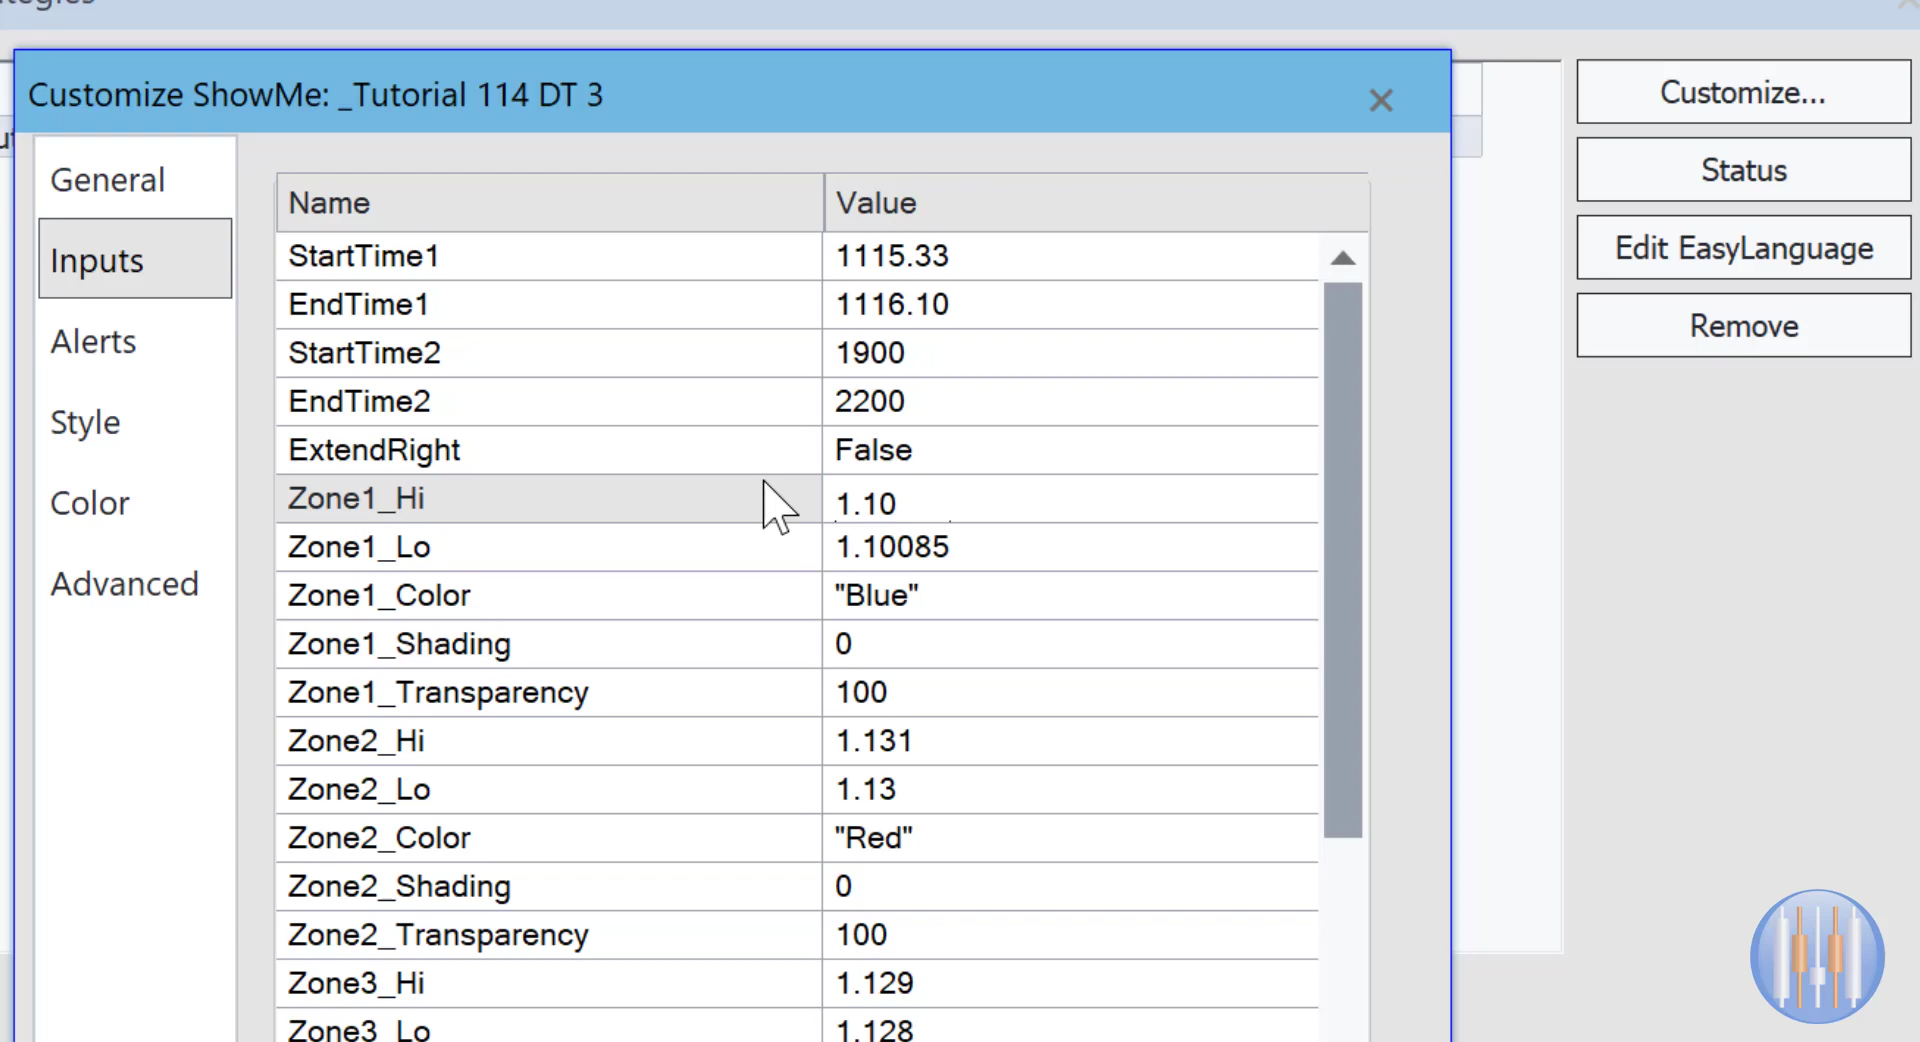 Customize ShowMe: _Tutorial 114 DT 3
General
Inputs
Alerts
Style
Color
Advanced
Name Value
StartTime1 1115.33
EndTime1 1116.10
StartTime2 1900
EndTime2 2200
ExtendRight False
Zone1_Hi 1.10
Zone1_Lo 1.10085
Zone1_Color "Blue"
Zone1_Shading 0
Zone1_Transparency 100
Zone2_Hi 1.131
Zone2_Lo 1.13
Zone2_Color "Red"
Zone2_Shading 0
Zone2_Transparency 100
Zone3_Hi 1.129
Zone3_Lo 1.128
Customize...
Status
Edit EasyLanguage
Remove